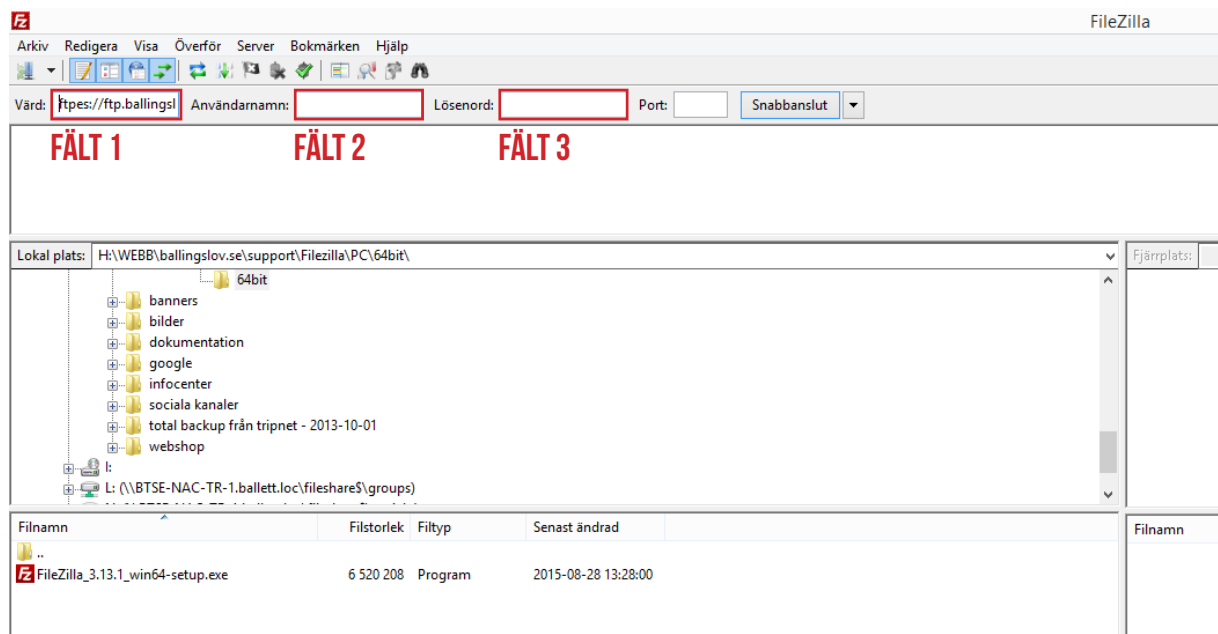 FileZilla
Arkiv Redigera Visa Överför Server Bokmärken Hjälp
Värd: ftpes://ftp.ballingsl Användarnamn: Lösenord: Port: Snabbanslut
FÄLT 1 FÄLT 2 FÄLT 3
Lokal plats: H:\WEBB\ballingslov.se\support\Filezilla\PC\64bit\ Fjärrplats:
64bit
banners
bilder
dokumentation
google
infocenter
sociala kanaler
total backup från tripnet - 2013-10-01
webshop
I:
L: (\\BTSE-NAC-TR-1.ballett.loc\fileshare$\groups)
Filnamn Filstorlek Filtyp Senast ändrad Filnamn
..
FileZilla_3.13.1_win64-setup.exe 6 520 208 Program 2015-08-28 13:28:00